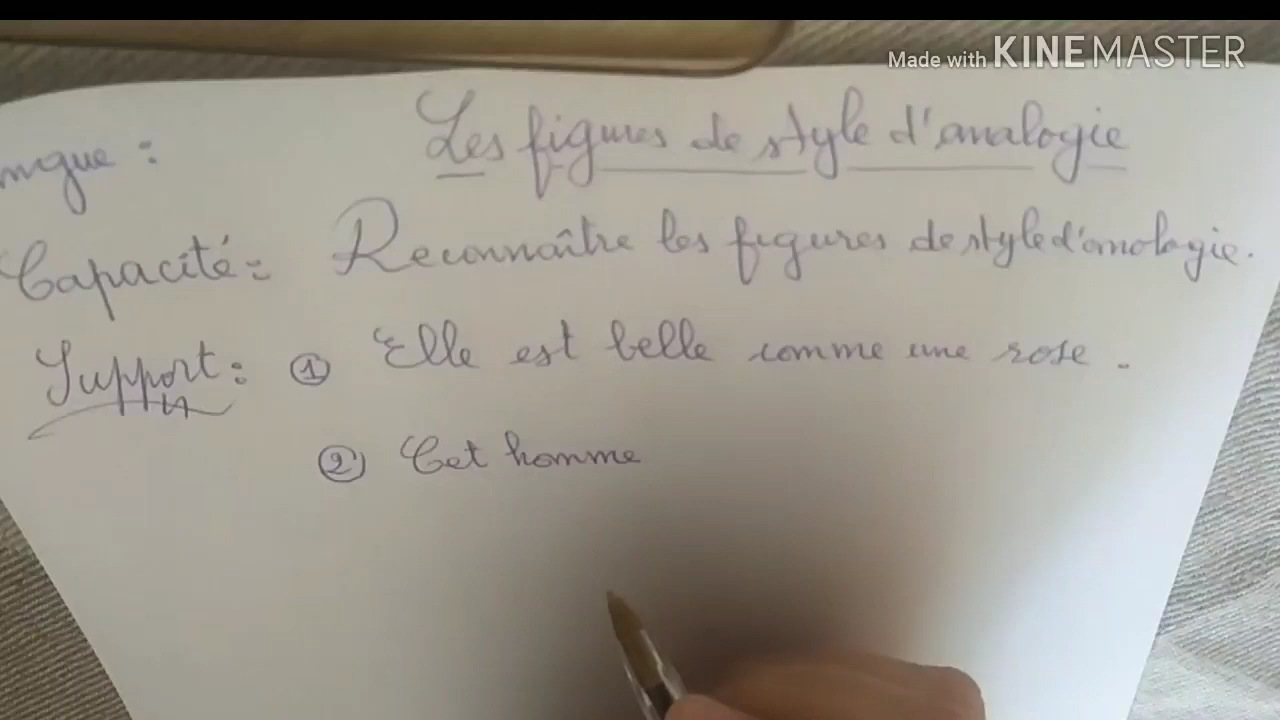 Made with KINEMASTER
ngue : Les figures de style d'analogie
Capacité : Reconnaître les figures de style d'analogie.
Support : ① Elle est belle comme une rose .
② Cet homme